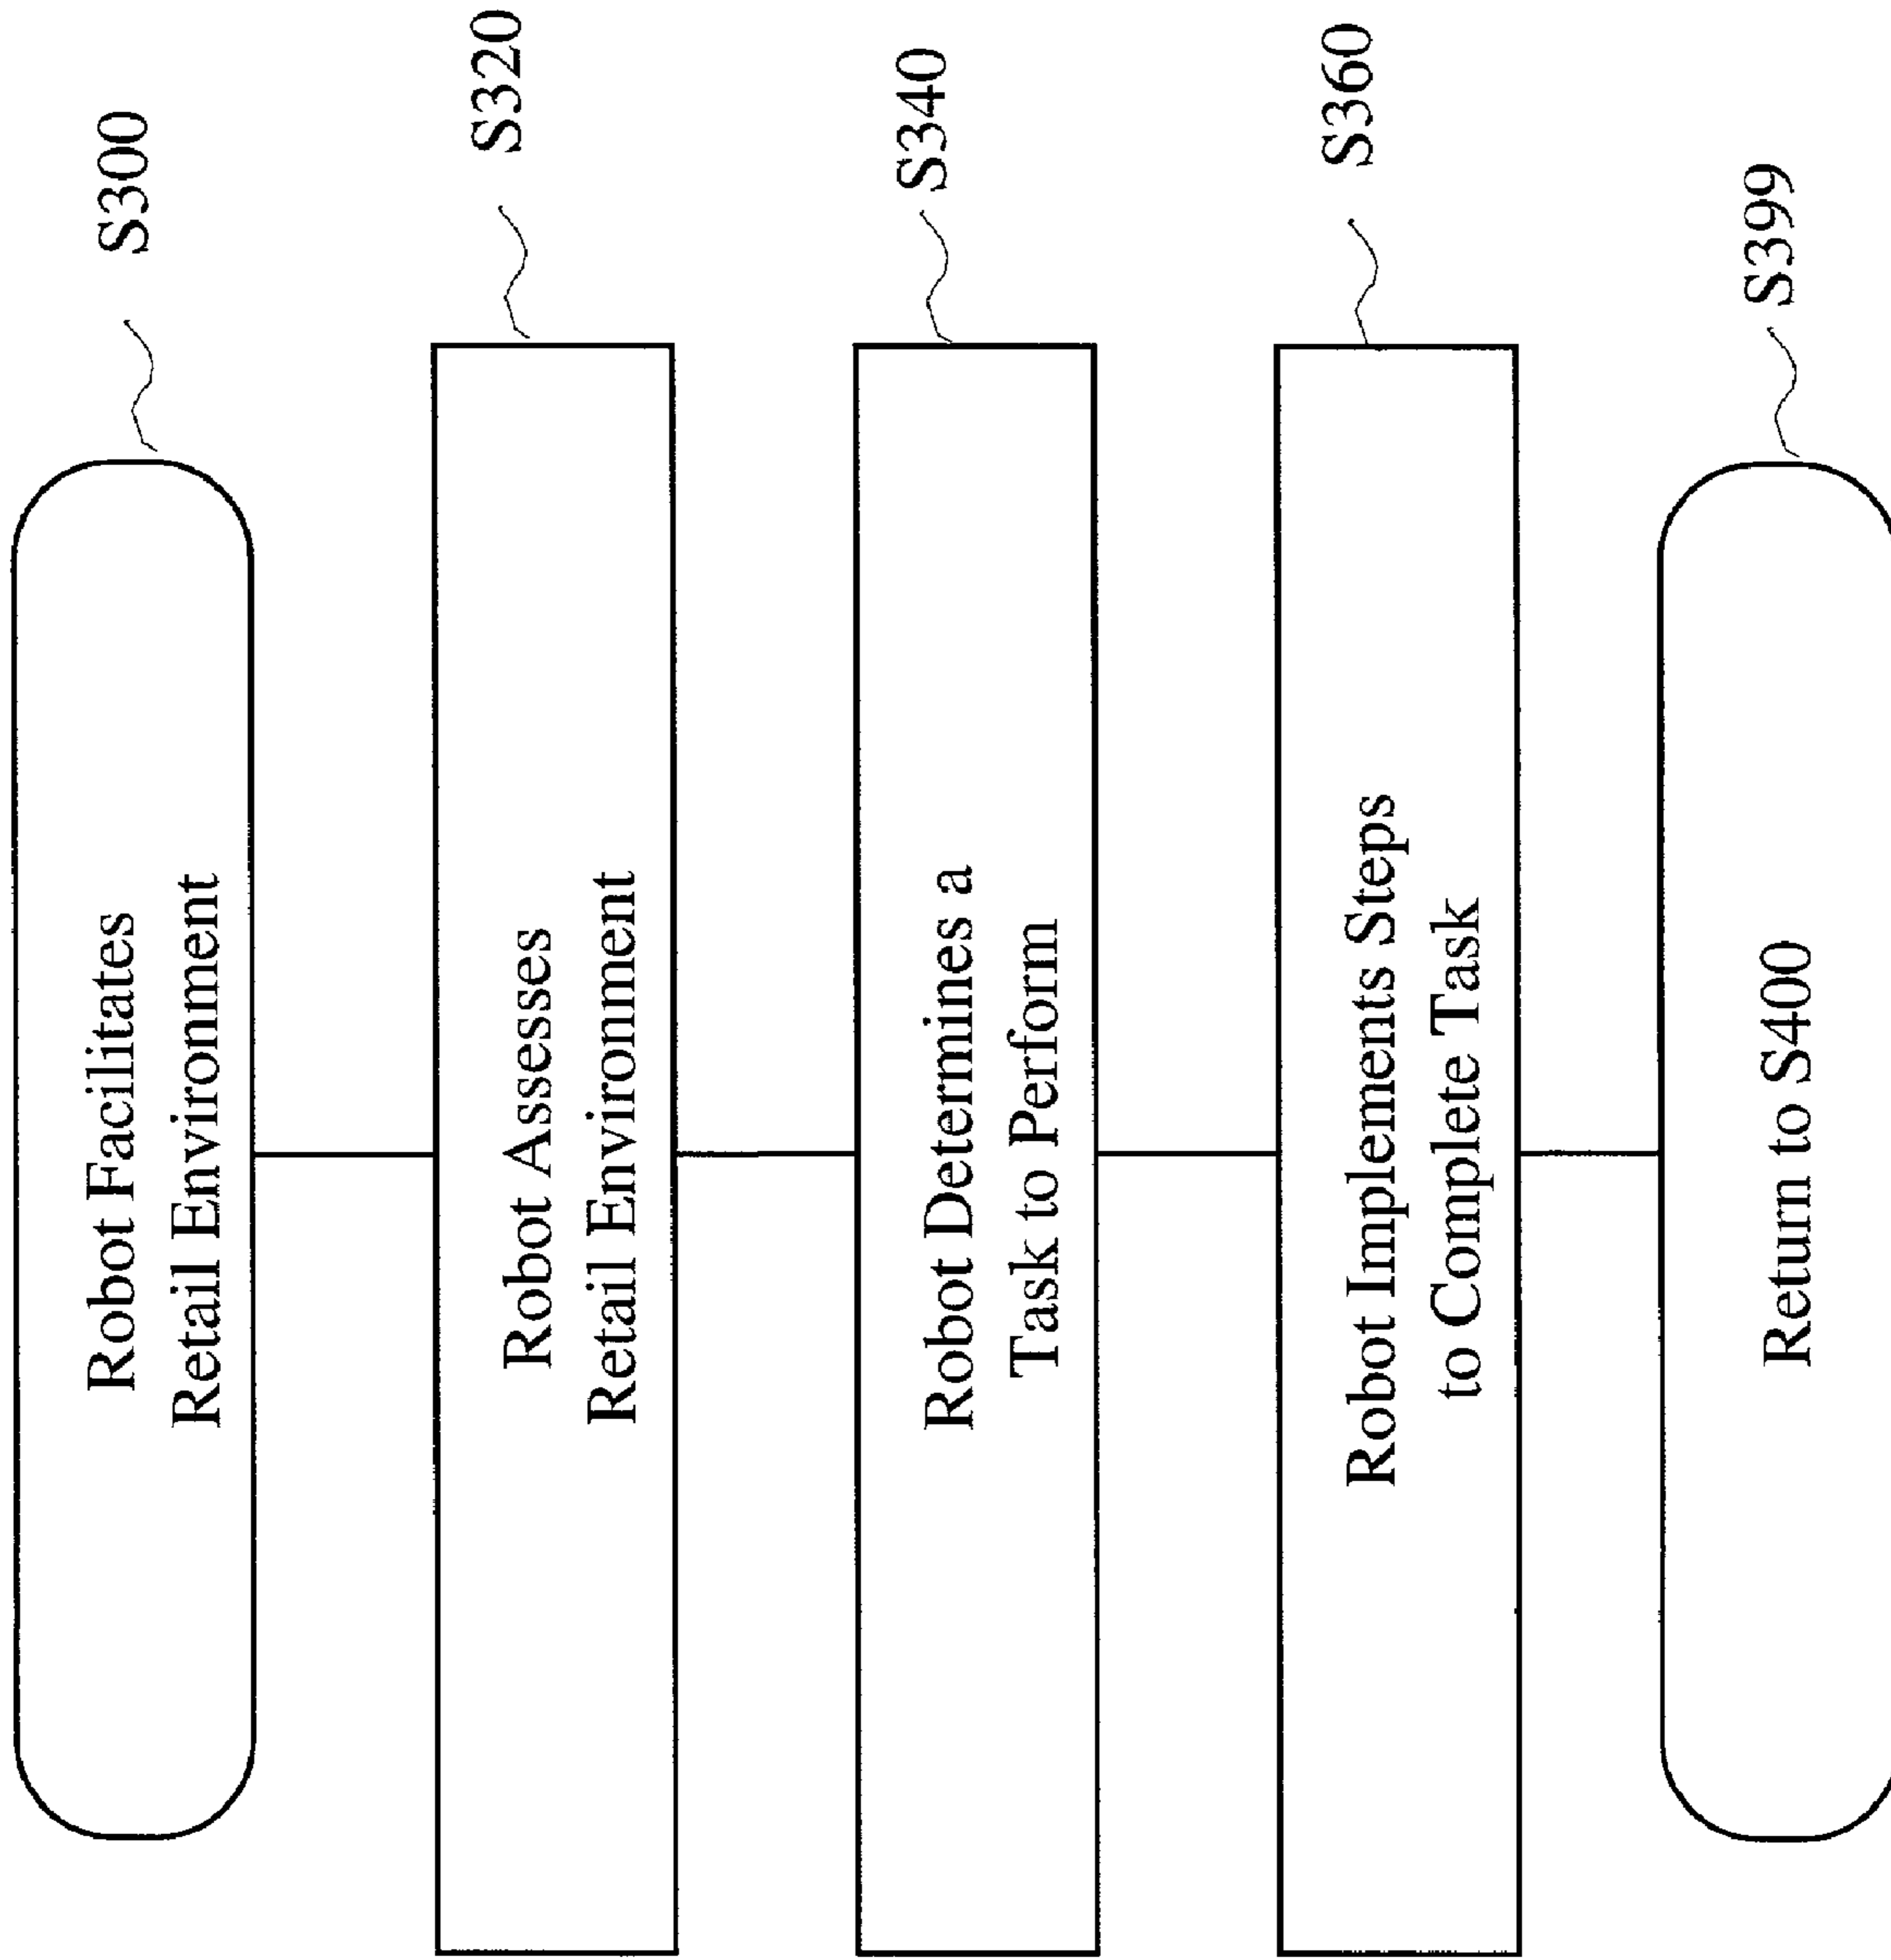 Robot Facilitates
Retail Environment
S300
Robot Assesses
Retail Environment
S320
Robot Determines a
Task to Perform
S340
Robot Implements Steps
to Complete Task
S360
Return to S400
S399